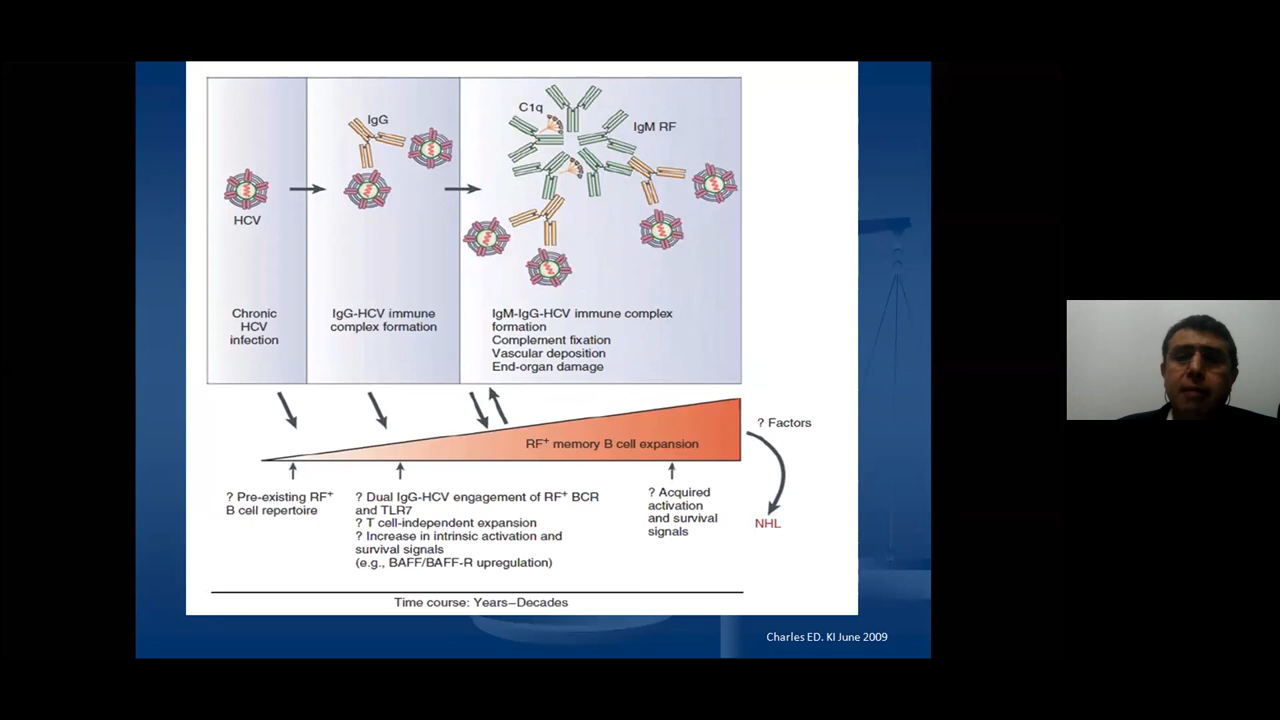 C1q
IgG
IgM RF
HCV
Chronic
HCV
infection
IgG-HCV immune
complex formation
IgM-IgG-HCV immune complex
formation
Complement fixation
Vascular deposition
End-organ damage
? Factors
RF+ memory B cell expansion
? Pre-existing RF+
B cell repertoire
? Dual IgG-HCV engagement of RF+ BCR
and TLR7
? T cell-independent expansion
? Increase in intrinsic activation and
survival signals
(e.g., BAFF/BAFF-R upregulation)
? Acquired
activation
and survival
signals
NHL
Time course: Years–Decades
Charles ED. KI June 2009